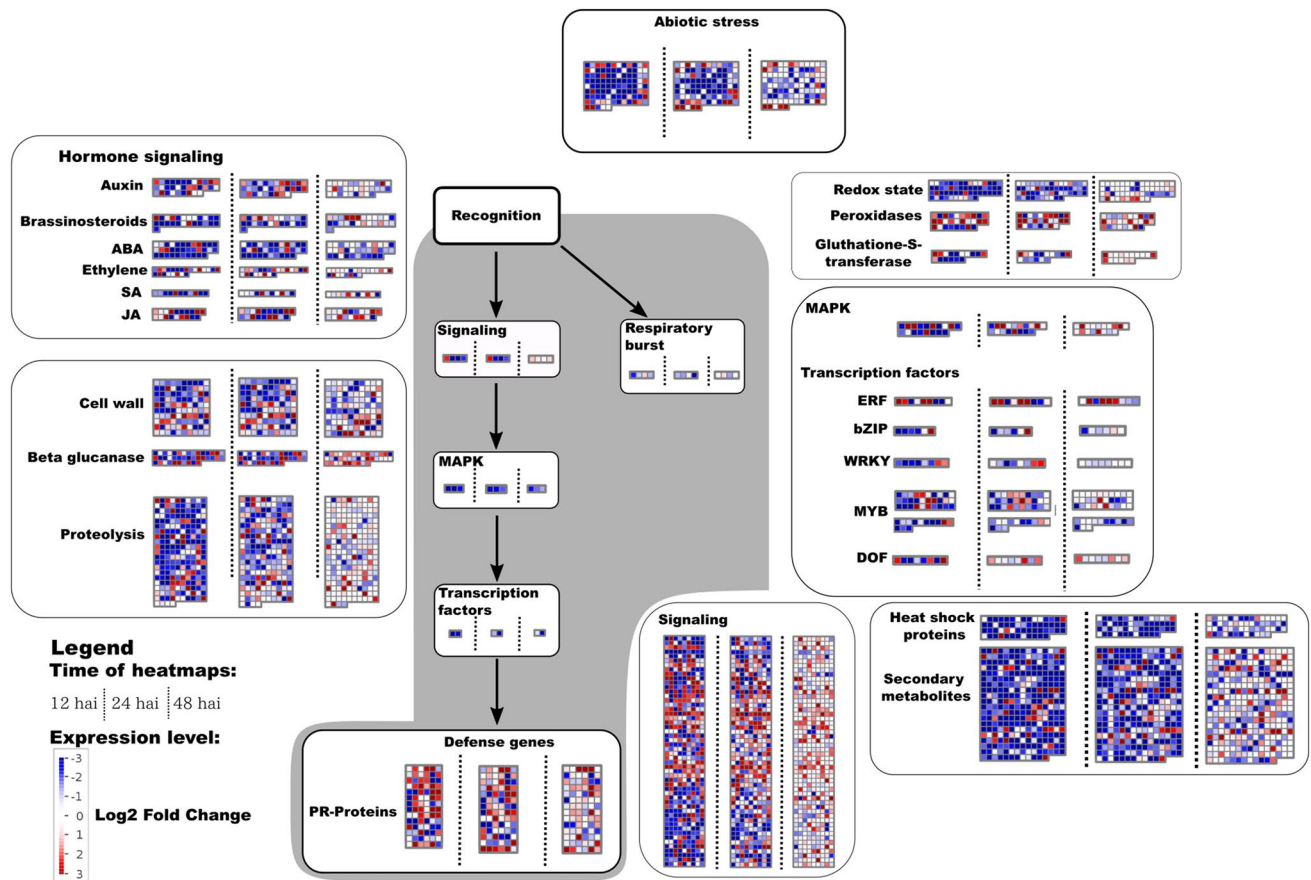 Abiotic stress
Hormone signaling
Auxin
Brassinosteroids
ABA
Ethylene
SA
JA
Recognition
Signaling
Respiratory
burst
Redox state
Peroxidases
Gluthatione-S-
transferase
MAPK
Transcription factors
ERF
bZIP
WRKY
MYB
DOF
Cell wall
Beta glucanase
Proteolysis
MAPK
Transcription
factors
Signaling
Heat shock
proteins
Secondary
metabolites
Defense genes
PR-Proteins
Legend
Time of heatmaps:
12 hai 24 hai 48 hai
Expression level:
-3
-2
-1
0
1
2
3
Log2 Fold Change